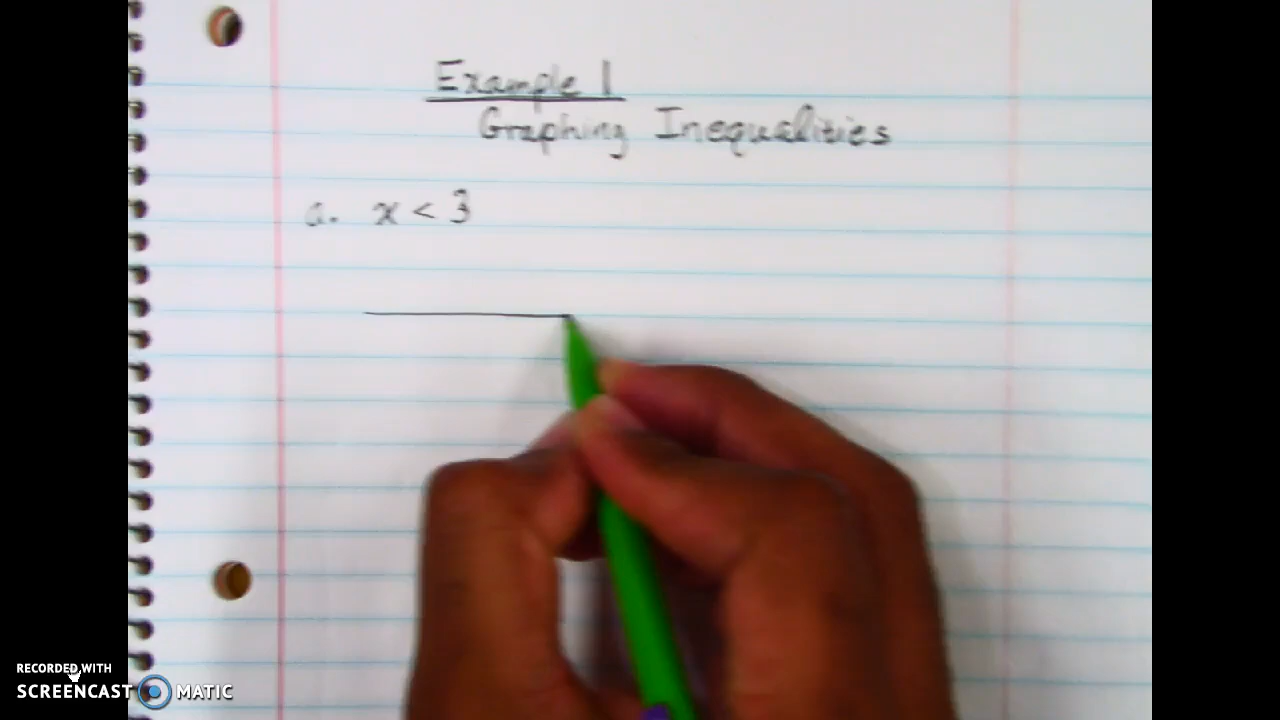 Example 1
Graphing Inequalities
a. x < 3
RECORDED WITH
SCREENCAST MATIC